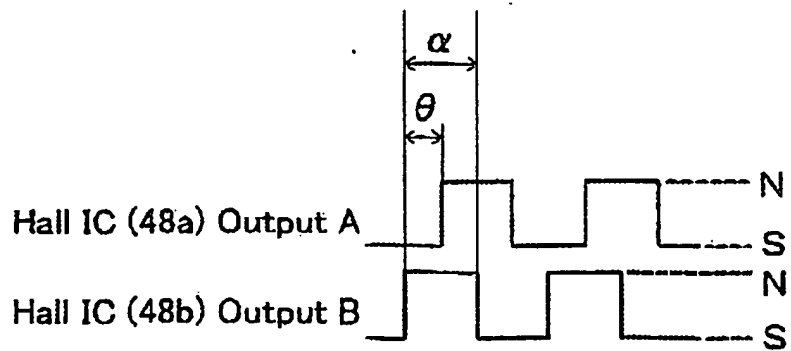 α
θ
Hall IC (48a) Output A
N
S
Hall IC (48b) Output B
N
S